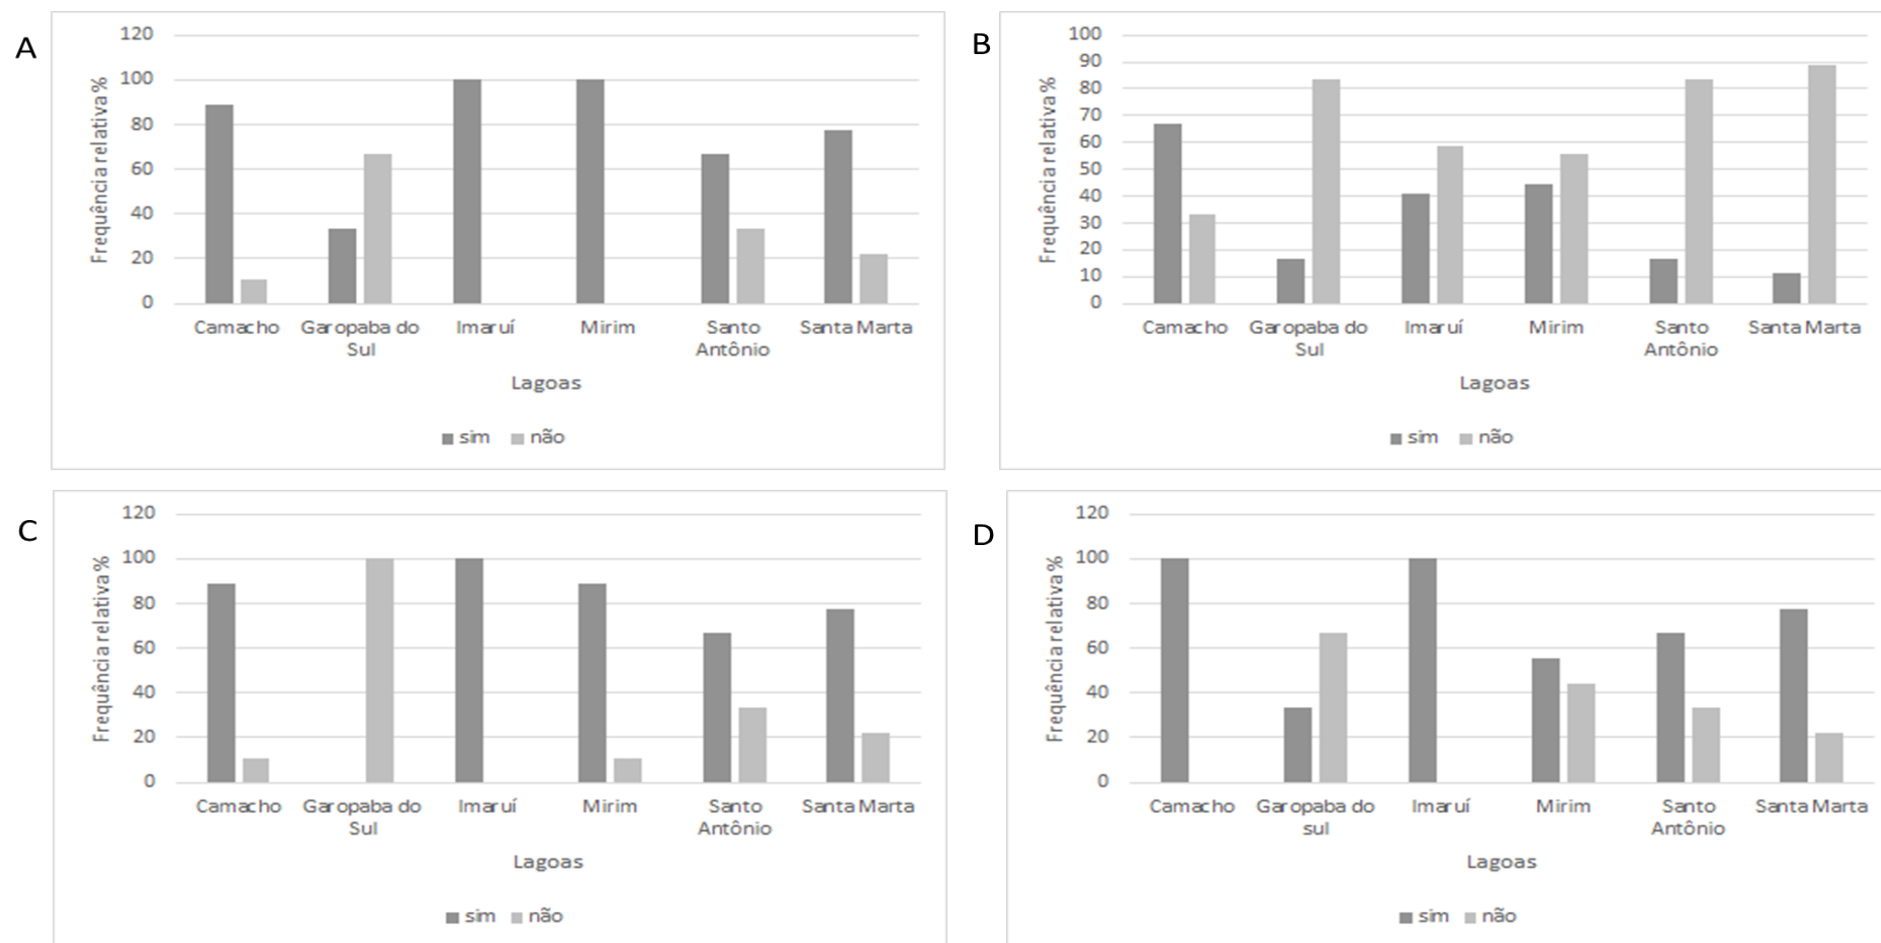 A
Frequência relativa %
120
100
80
60
40
20
0
Camacho
Garopaba do
Sul
Imaruí
Mirim
Santo
Antônio
Santa Marta
Lagoas
sim não
B
Frequência relativa %
100
90
80
70
60
50
40
30
20
10
0
Camacho
Garopaba do
Sul
Imaruí
Mirim
Santo
Antônio
Santa Marta
Lagoas
sim não
C
Frequência relativa %
120
100
80
60
40
20
0
Camacho
Garopaba do
Sul
Imaruí
Mirim
Santo
Antônio
Santa Marta
Lagoas
sim não
D
Frequência relativa %
120
100
80
60
40
20
0
Camacho
Garopaba do
sul
Imaruí
Mirim
Santo
Antônio
Santa Marta
Lagoas
sim não